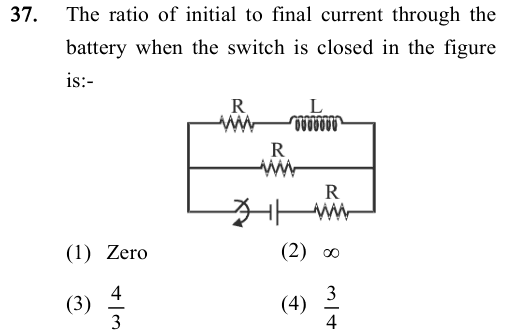 37. The ratio of initial to final current through the
battery when the switch is closed in the figure
is:-
R L
R
R
(1) Zero (2) ∞
(3) 4/3 (4) 3/4